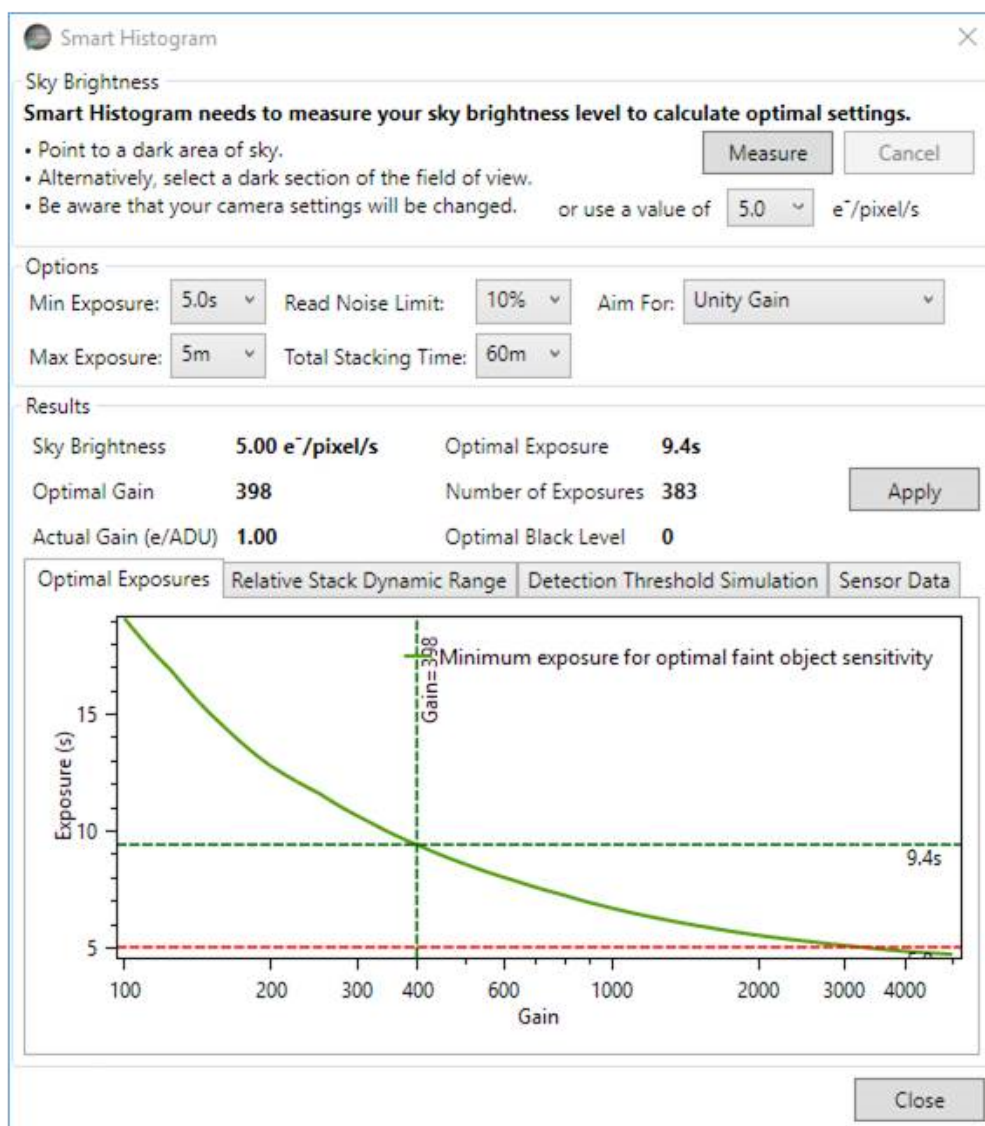 Smart Histogram
Sky Brightness
Smart Histogram needs to measure your sky brightness level to calculate optimal settings.
• Point to a dark area of sky.
• Alternatively, select a dark section of the field of view.
• Be aware that your camera settings will be changed.
Measure Cancel
or use a value of 5.0 e⁻/pixel/s
Options
Min Exposure: 5.0s Read Noise Limit: 10% Aim For: Unity Gain
Max Exposure: 5m Total Stacking Time: 60m
Results
Sky Brightness 5.00 e⁻/pixel/s Optimal Exposure 9.4s
Optimal Gain 398 Number of Exposures 383 Apply
Actual Gain (e/ADU) 1.00 Optimal Black Level 0
Optimal Exposures Relative Stack Dynamic Range Detection Threshold Simulation Sensor Data
Minimum exposure for optimal faint object sensitivity
Gain=398
Exposure (s)
15
10
9.4s
5
100 200 300 400 600 1000 2000 3000 4000
Gain
Close